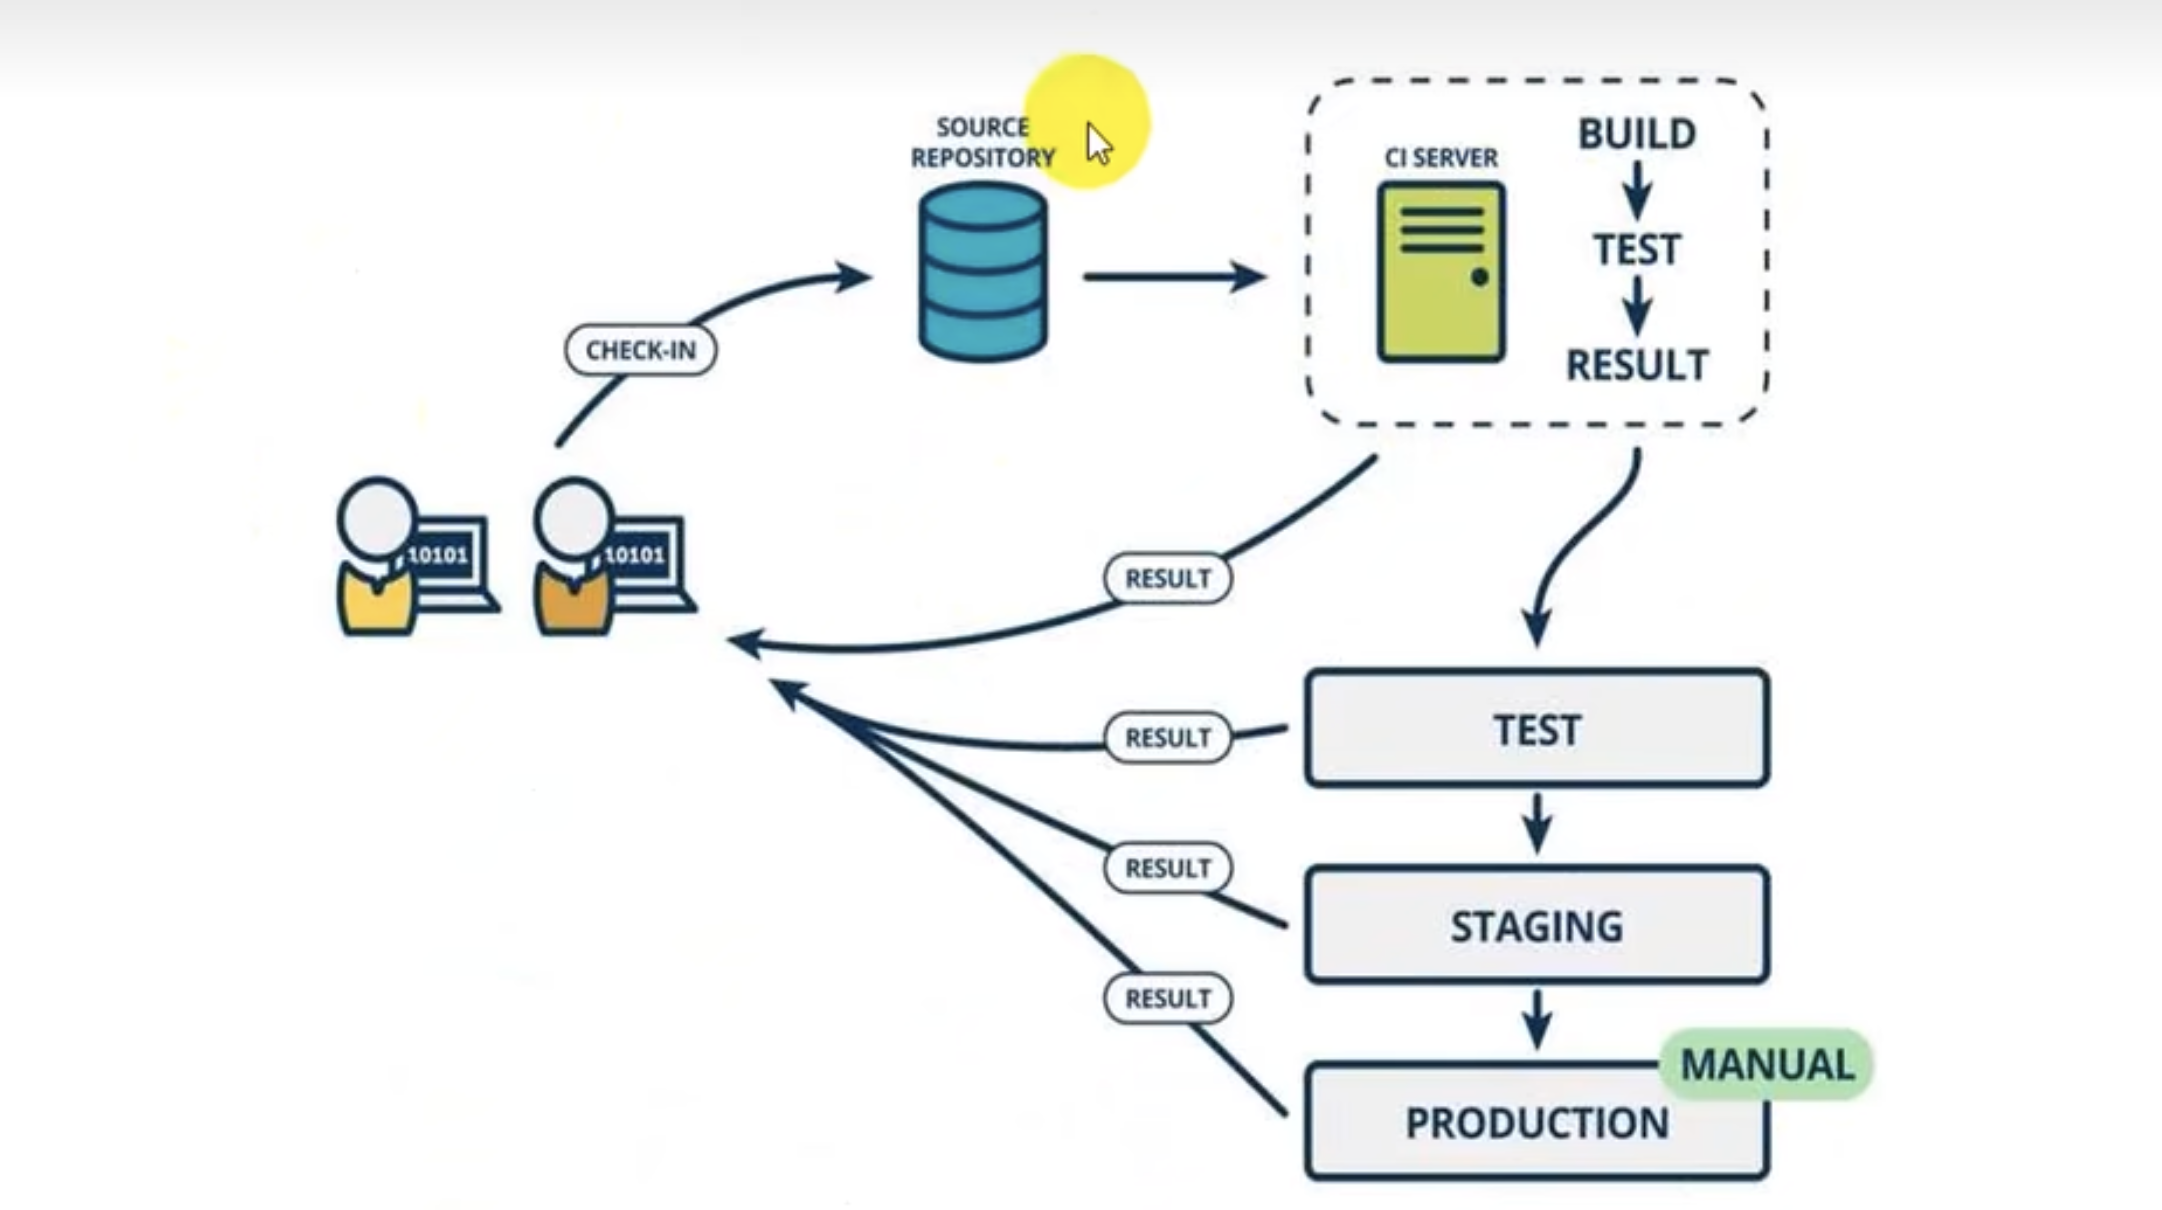 SOURCE
REPOSITORY
CI SERVER
BUILD
TEST
RESULT
CHECK-IN
10101
10101
RESULT
RESULT
TEST
RESULT
STAGING
RESULT
MANUAL
PRODUCTION